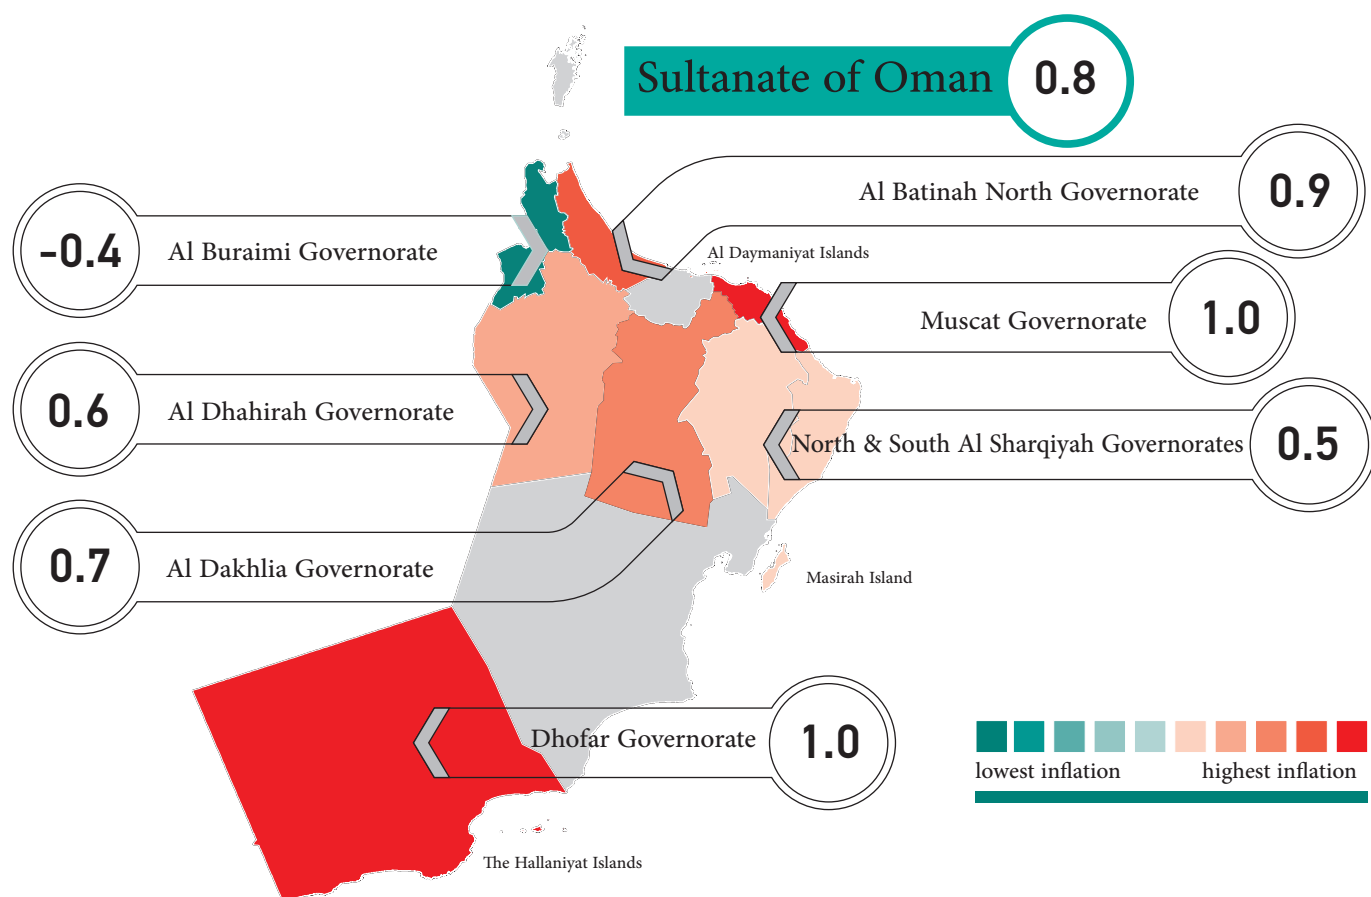 Sultanate of Oman
0.8
Al Batinah North Governorate
0.9
-0.4
Al Buraimi Governorate
Al Daymaniyat Islands
Muscat Governorate
1.0
0.6
Al Dhahirah Governorate
North & South Al Sharqiyah Governorates
0.5
0.7
Al Dakhlia Governorate
Masirah Island
Dhofar Governorate
1.0
lowest inflation
highest inflation
The Hallaniyat Islands